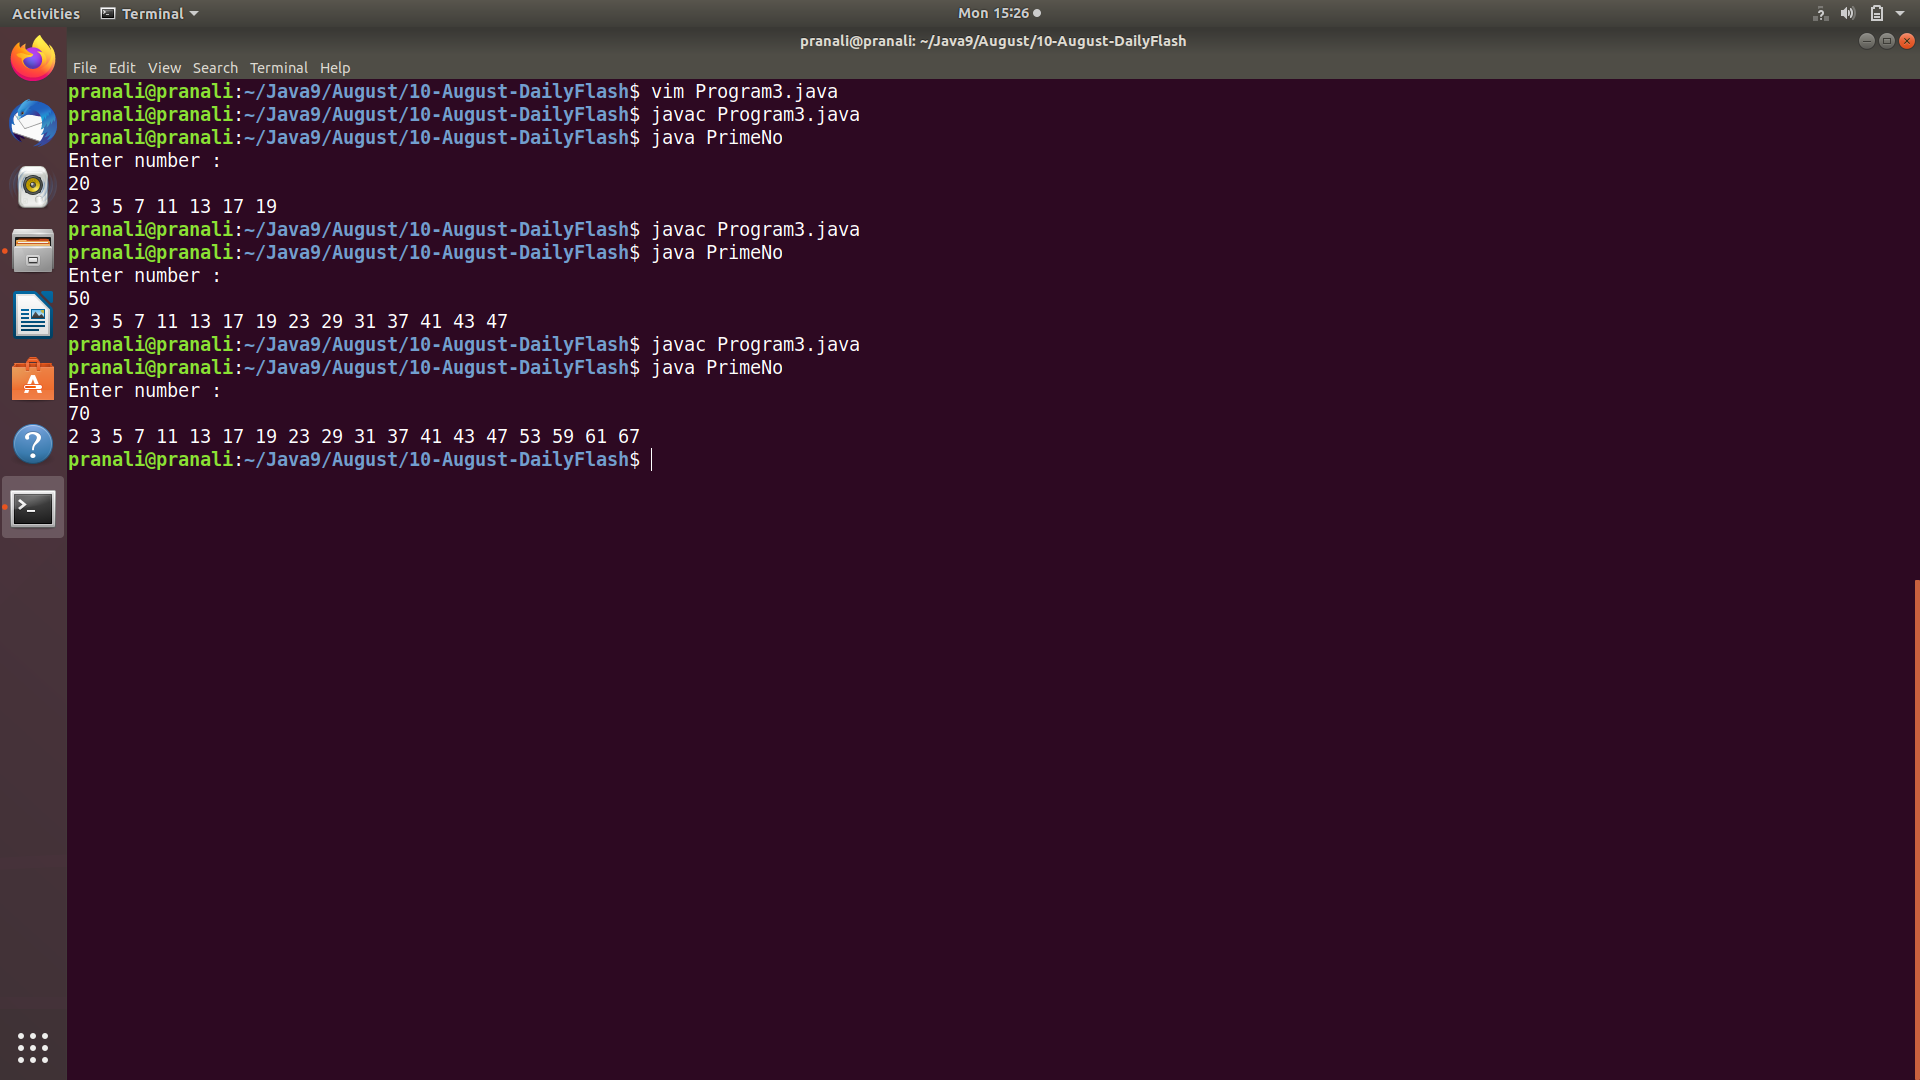 Activities Terminal Mon 15:26
pranali@pranali: ~/Java9/August/10-August-DailyFlash
File Edit View Search Terminal Help
pranali@pranali:~/Java9/August/10-August-DailyFlash$ vim Program3.java
pranali@pranali:~/Java9/August/10-August-DailyFlash$ javac Program3.java
pranali@pranali:~/Java9/August/10-August-DailyFlash$ java PrimeNo
Enter number :
20
2 3 5 7 11 13 17 19
pranali@pranali:~/Java9/August/10-August-DailyFlash$ javac Program3.java
pranali@pranali:~/Java9/August/10-August-DailyFlash$ java PrimeNo
Enter number :
50
2 3 5 7 11 13 17 19 23 29 31 37 41 43 47
pranali@pranali:~/Java9/August/10-August-DailyFlash$ javac Program3.java
pranali@pranali:~/Java9/August/10-August-DailyFlash$ java PrimeNo
Enter number :
70
2 3 5 7 11 13 17 19 23 29 31 37 41 43 47 53 59 61 67
pranali@pranali:~/Java9/August/10-August-DailyFlash$